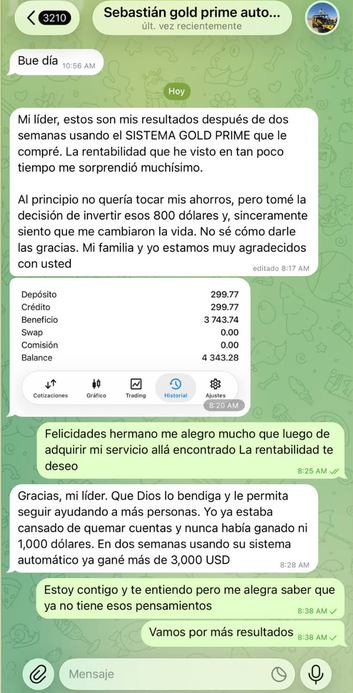 3210
Sebastián gold prime auto...
últ. vez recientemente
Bue día 10:56 AM
Hoy
Mi líder, estos son mis resultados después de dos
semanas usando el SISTEMA GOLD PRIME que le
compré. La rentabilidad que he visto en tan poco
tiempo me sorprendió muchísimo.
Al principio no quería tocar mis ahorros, pero tomé la
decisión de invertir esos 800 dólares y, sinceramente
siento que me cambiaron la vida. No sé cómo darle
las gracias. Mi familia y yo estamos muy agradecidos
con usted
editado 8:17 AM
Depósito 299.77
Crédito 299.77
Beneficio 3 743.74
Swap 0.00
Comisión 0.00
Balance 4 343.28
Cotizaciones Gráfico Trading Historial Ajustes
8:20 AM
Felicidades hermano me alegro mucho que luego de
adquirir mi servicio allá encontrado La rentabilidad te
deseo
8:25 AM
Gracias, mi líder. Que Dios lo bendiga y le permita
seguir ayudando a más personas. Yo ya estaba
cansado de quemar cuentas y nunca había ganado ni
1,000 dólares. En dos semanas usando su sistema
automático ya gané más de 3,000 USD
8:28 AM
Estoy contigo y te entiendo pero me alegra saber que
ya no tiene esos pensamientos
8:38 AM
Vamos por más resultados 8:38 AM
Mensaje